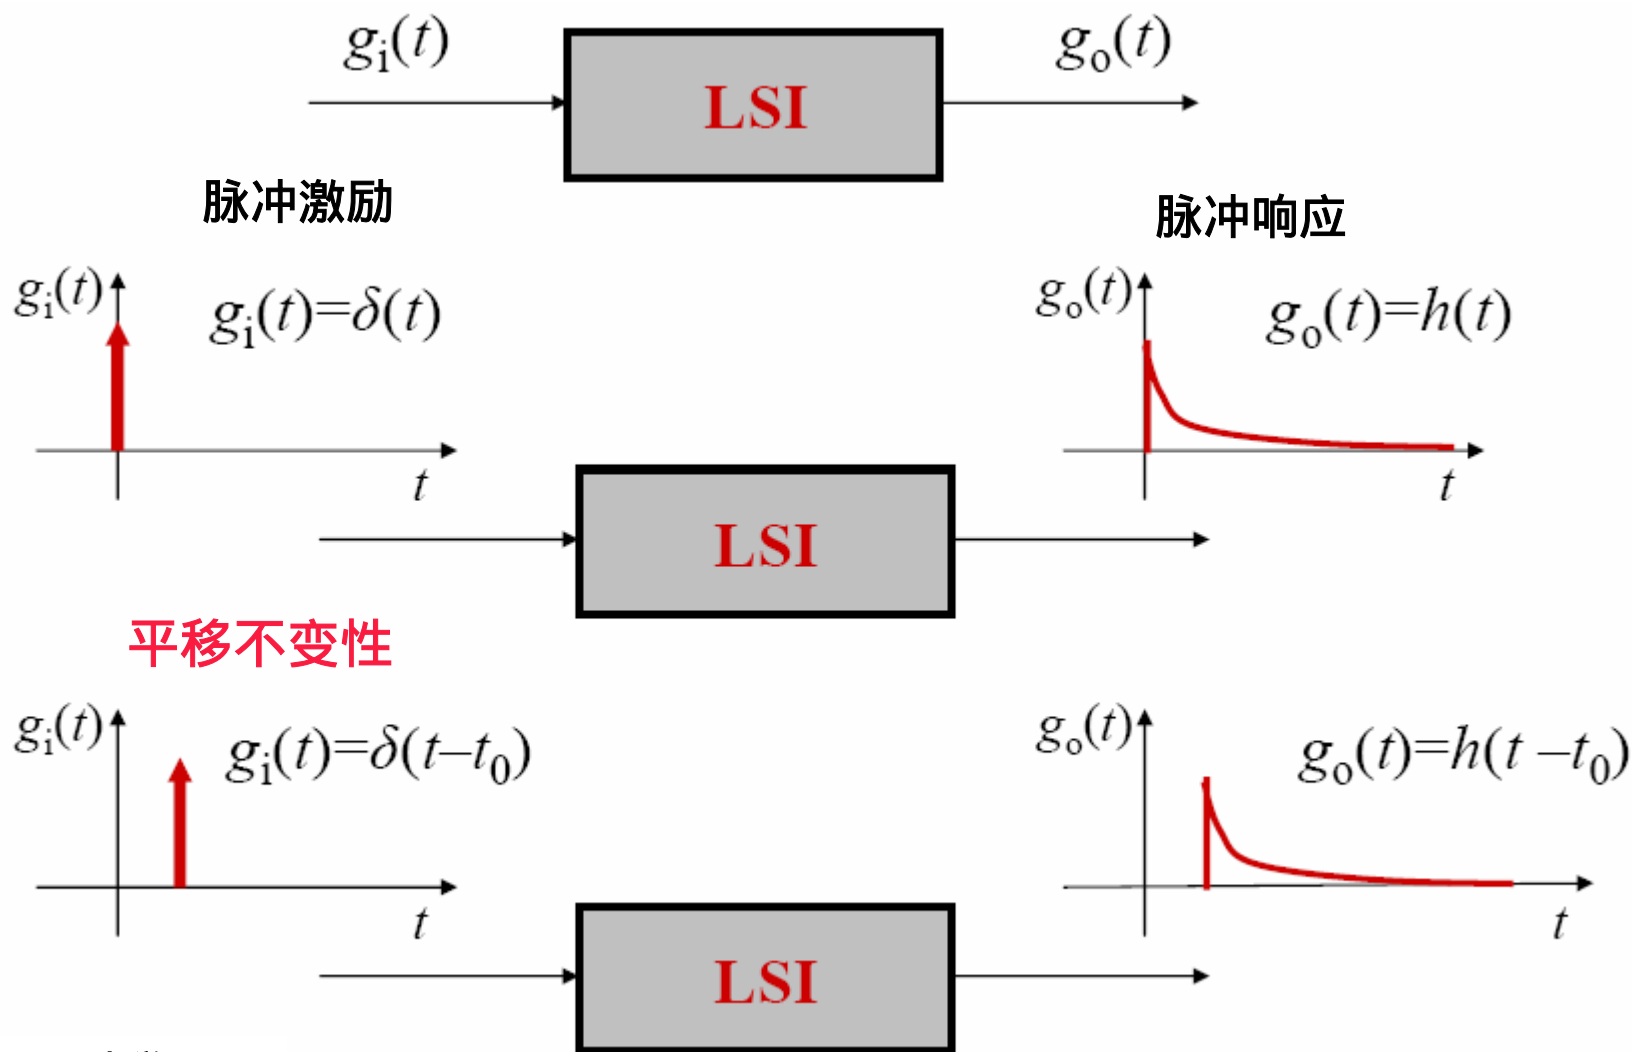 gᵢ(t)
LSI
gₒ(t)
脉冲激励
脉冲响应
gᵢ(t)
gᵢ(t)=δ(t)
gₒ(t)
gₒ(t)=h(t)
t
t
LSI
平移不变性
gᵢ(t)
gᵢ(t)=δ(t–t₀)
gₒ(t)
gₒ(t)=h(t –t₀)
t
t
LSI